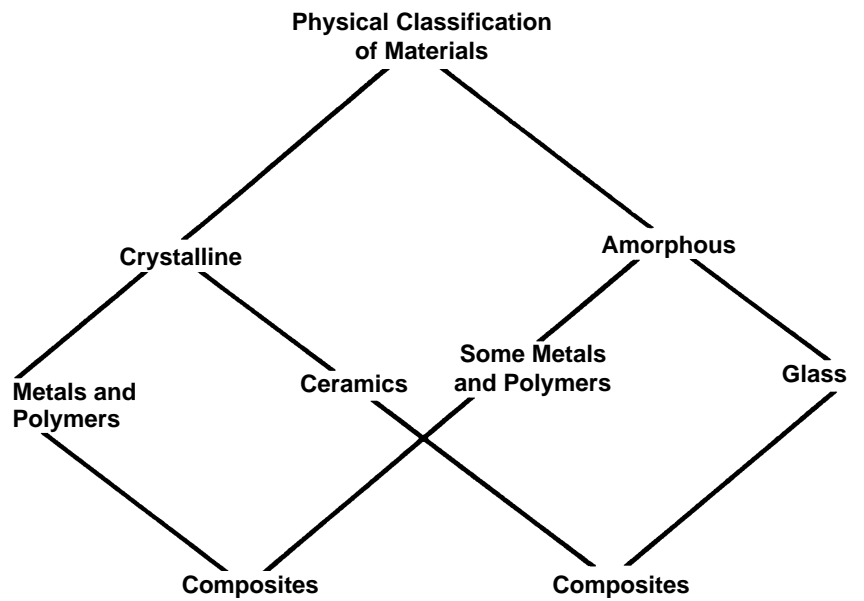 Physical Classification
of Materials
Crystalline
Amorphous
Metals and
Polymers
Ceramics
Some Metals
and Polymers
Glass
Composites
Composites